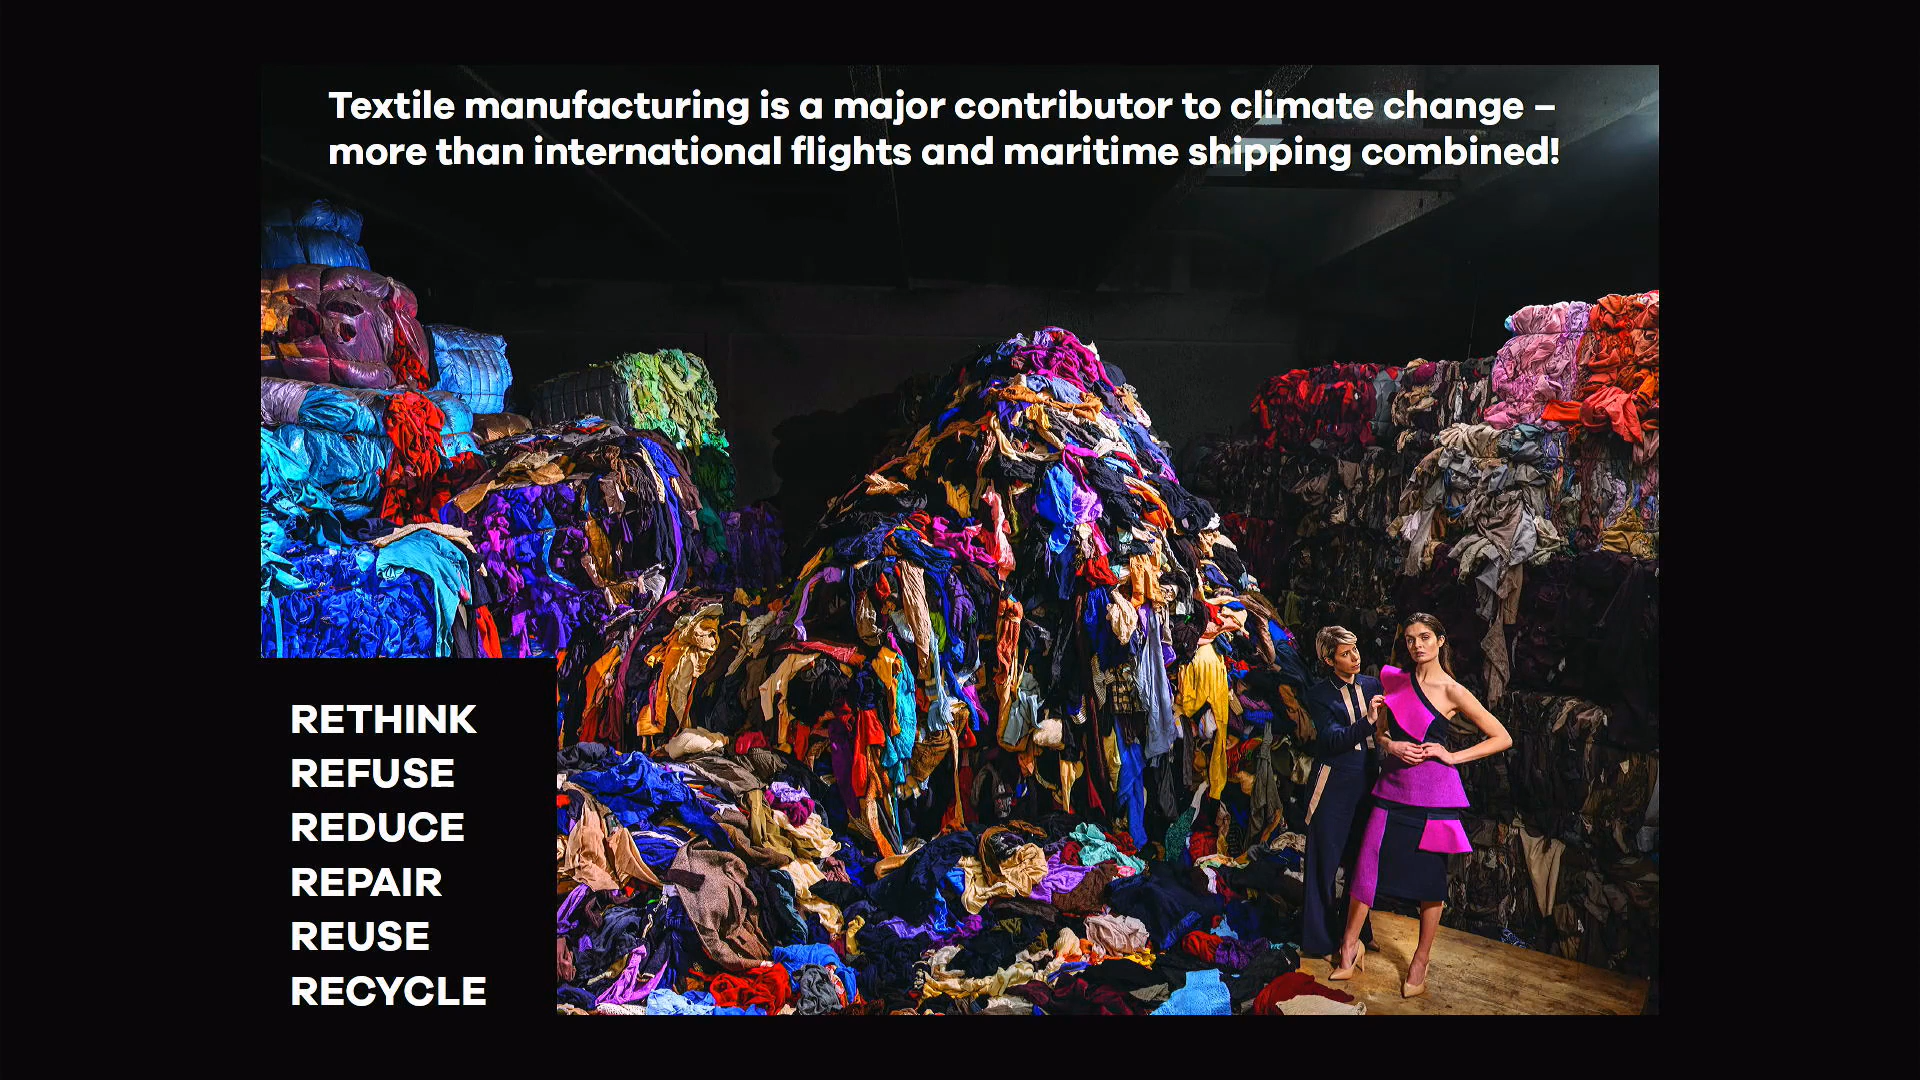 Textile manufacturing is a major contributor to climate change –
more than international flights and maritime shipping combined!
RETHINK
REFUSE
REDUCE
REPAIR
REUSE
RECYCLE